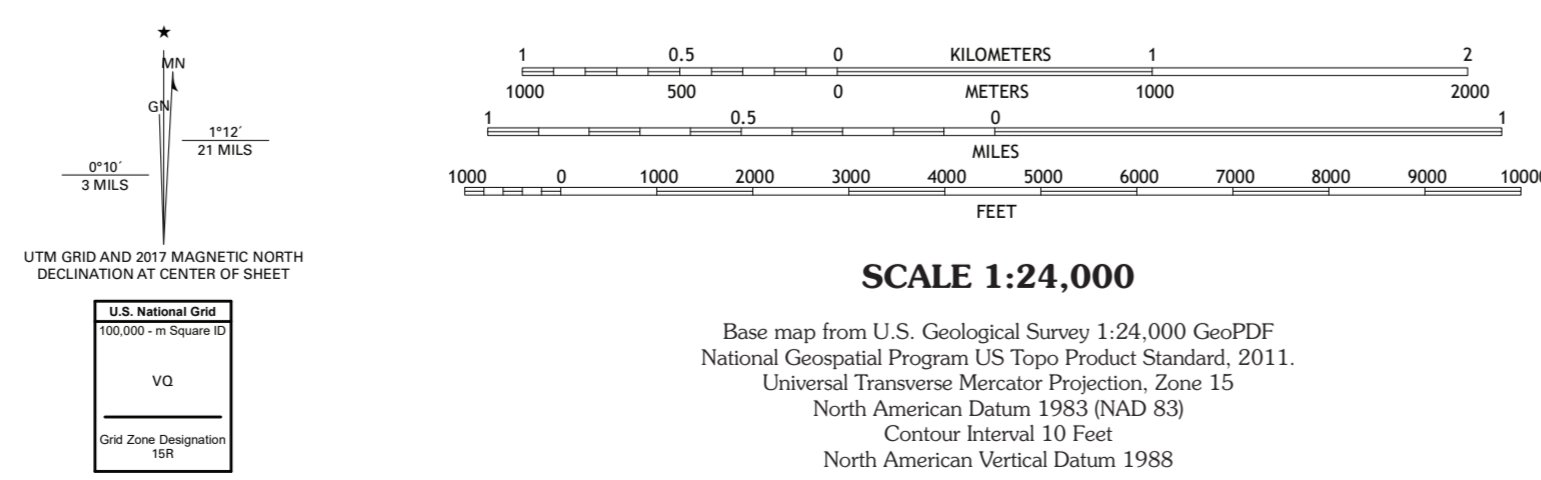 ★
MN
GN
1°12´
21 MILS
0°10´
3 MILS
UTM GRID AND 2017 MAGNETIC NORTH
DECLINATION AT CENTER OF SHEET
U.S. National Grid
100,000 - m Square ID
VQ
Grid Zone Designation
15R
1 0.5 0 KILOMETERS 1 2
1000 500 0 METERS 1000 2000
1 0.5 0 1
MILES
1000 0 1000 2000 3000 4000 5000 6000 7000 8000 9000 10000
FEET
SCALE 1:24,000
Base map from U.S. Geological Survey 1:24,000 GeoPDF
National Geospatial Program US Topo Product Standard, 2011.
Universal Transverse Mercator Projection, Zone 15
North American Datum 1983 (NAD 83)
Contour Interval 10 Feet
North American Vertical Datum 1988